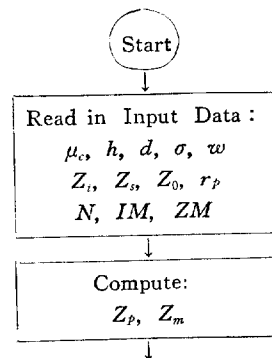 Start
Read in Input Data :
μc, h, d, σ, w
Zi, Zs, Z0, rp
N, IM, ZM
Compute:
Zp, Zm